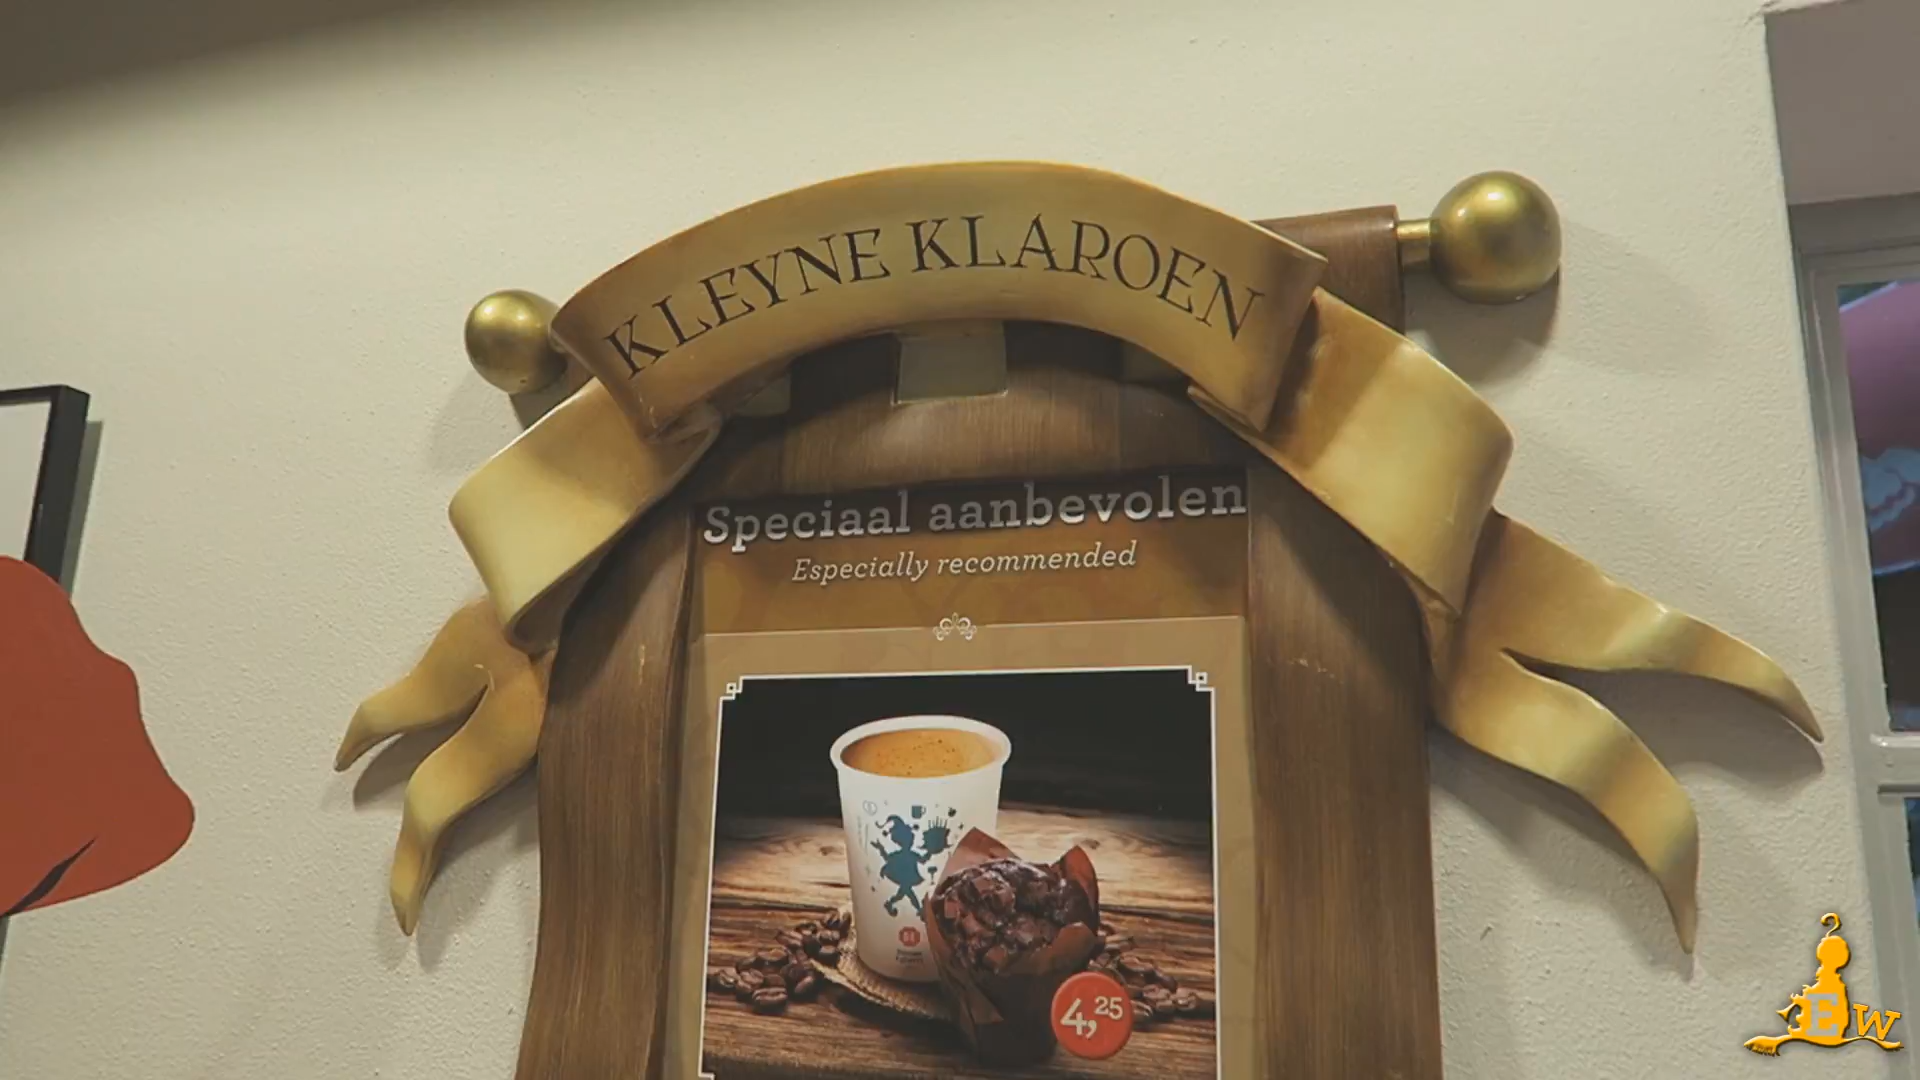 KLEYNE KLAROEN
Speciaal aanbevolen
Especially recommended
4,25
EW